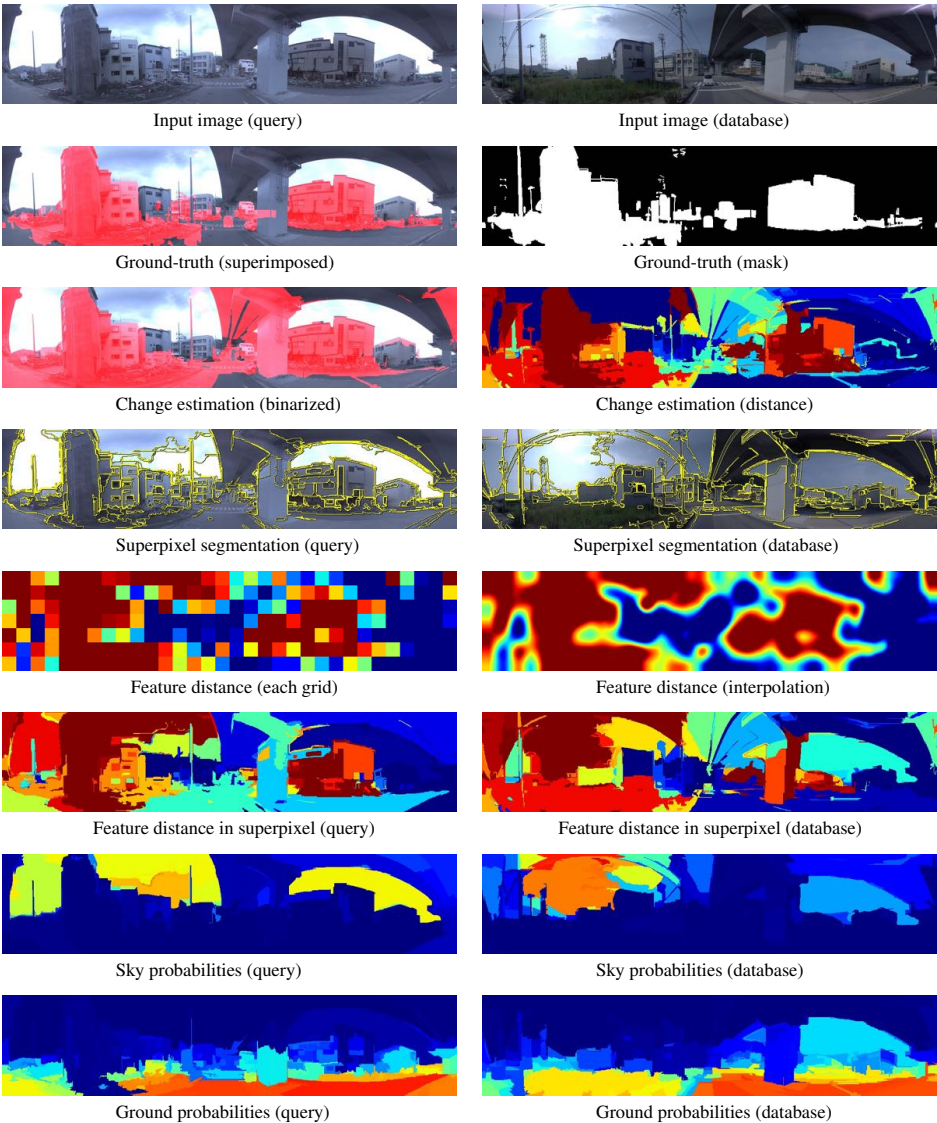 Input image (query)
Input image (database)
Ground-truth (superimposed)
Ground-truth (mask)
Change estimation (binarized)
Change estimation (distance)
Superpixel segmentation (query)
Superpixel segmentation (database)
Feature distance (each grid)
Feature distance (interpolation)
Feature distance in superpixel (query)
Feature distance in superpixel (database)
Sky probabilities (query)
Sky probabilities (database)
Ground probabilities (query)
Ground probabilities (database)